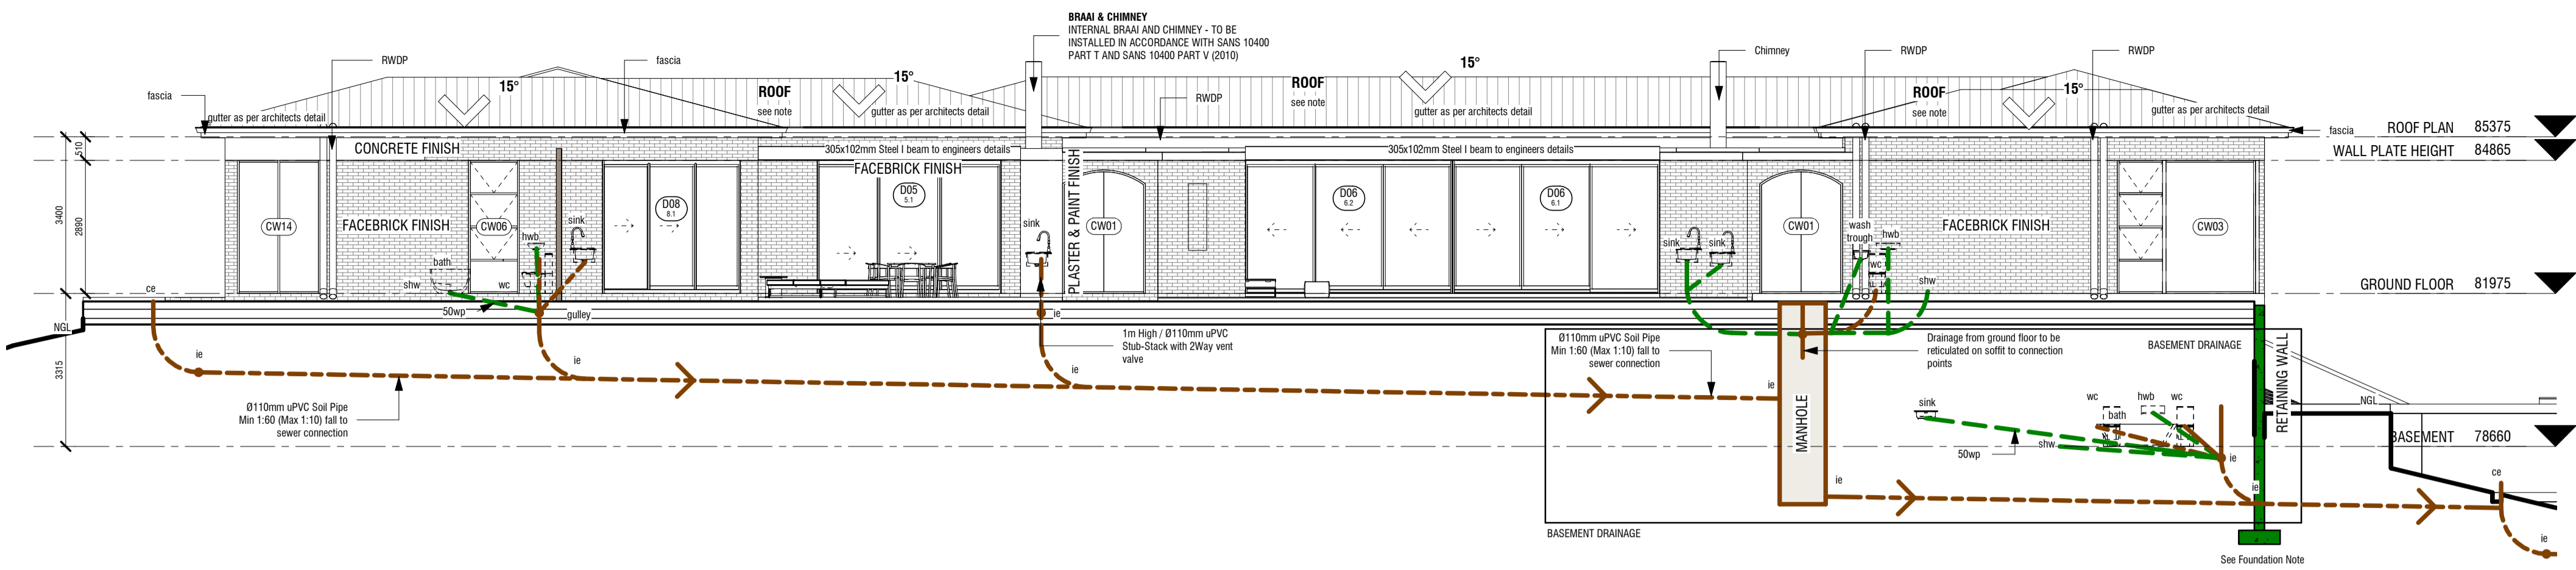 BRAAI & CHIMNEY
INTERNAL BRAAI AND CHIMNEY - TO BE
INSTALLED IN ACCORDANCE WITH SANS 10400
PART T AND SANS 10400 PART V (2010)
RWDP
fascia
Chimney
RWDP
RWDP
15°
15°
15°
15°
fascia
ROOF
see note
ROOF
see note
ROOF
see note
RWDP
gutter as per architects detail
gutter as per architects detail
gutter as per architects detail
gutter as per architects detail
fascia
ROOF PLAN 85375
WALL PLATE HEIGHT 84865
510
3400
2890
3315
CONCRETE FINISH
305x102mm Steel I beam to engineers details
305x102mm Steel I beam to engineers details
FACEBRICK FINISH
PLASTER & PAINT FINISH
CW14
FACEBRICK FINISH
CW06
D08
8.1
D05
5.1
CW01
D06
6.2
D06
6.1
CW01
FACEBRICK FINISH
CW03
sink
hwb
bath
shw
wc
sink
sink
sink
wash
trough
hwb
wc
shw
ce
50wp
gulley
ie
NGL
GROUND FLOOR 81975
1m High / Ø110mm uPVC
Stub-Stack with 2Way vent
valve
ie
ie
ie
Ø110mm uPVC Soil Pipe
Min 1:60 (Max 1:10) fall to
sewer connection
Ø110mm uPVC Soil Pipe
Min 1:60 (Max 1:10) fall to
sewer connection
ie
MANHOLE
Drainage from ground floor to be
reticulated on soffit to connection
points
BASEMENT DRAINAGE
RETAINING WALL
NGL
sink
wc
hwb
wc
bath
shw
50wp
ie
BASEMENT 78660
ie
ie
ce
ie
BASEMENT DRAINAGE
See Foundation Note